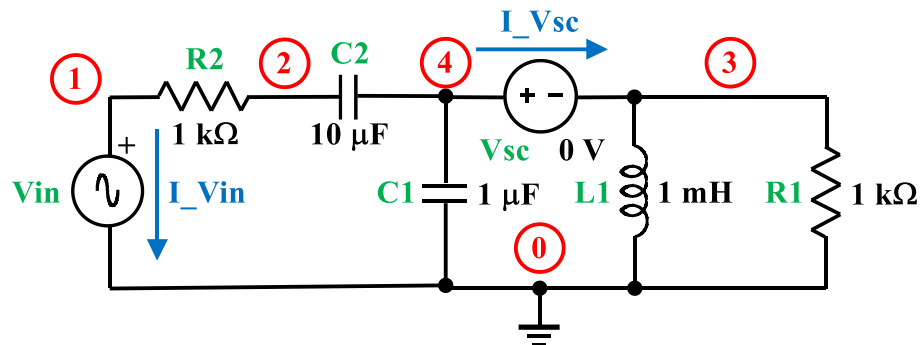 I_Vsc
R2
C2
1
2
4
3
+
1 kΩ
10 μF
+ -
Vsc
0 V
Vin
I_Vin
C1
1 μF
L1
1 mH
R1
1 kΩ
0